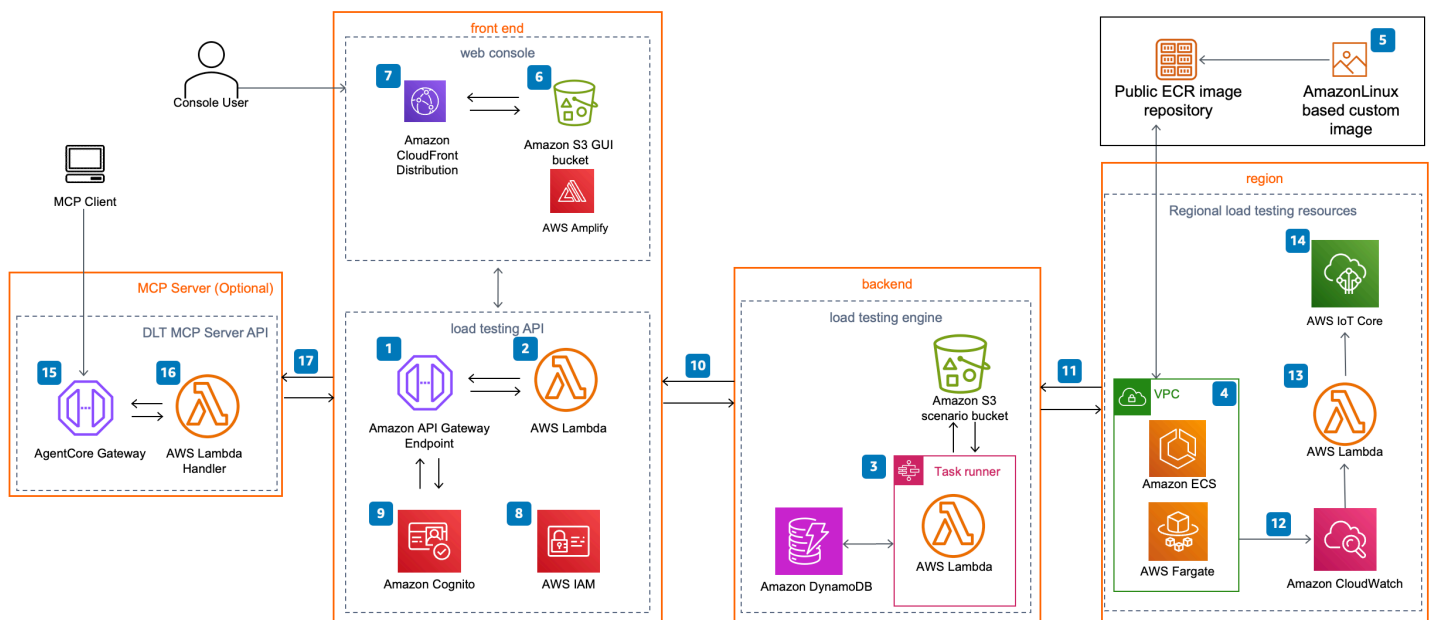 front end
web console
Console User
7
6
Amazon
CloudFront
Distribution
Amazon S3 GUI
bucket
AWS Amplify
MCP Client
5
Public ECR image
repository
AmazonLinux
based custom
image
MCP Server (Optional)
DLT MCP Server API
15
16
AgentCore Gateway
AWS Lambda
Handler
17
load testing API
1
2
Amazon API Gateway
Endpoint
AWS Lambda
9
8
Amazon Cognito
AWS IAM
10
backend
load testing engine
Amazon S3
scenario bucket
3
Task runner
AWS Lambda
Amazon DynamoDB
11
region
Regional load testing resources
14
AWS IoT Core
VPC
4
13
Amazon ECS
AWS Lambda
12
AWS Fargate
Amazon CloudWatch